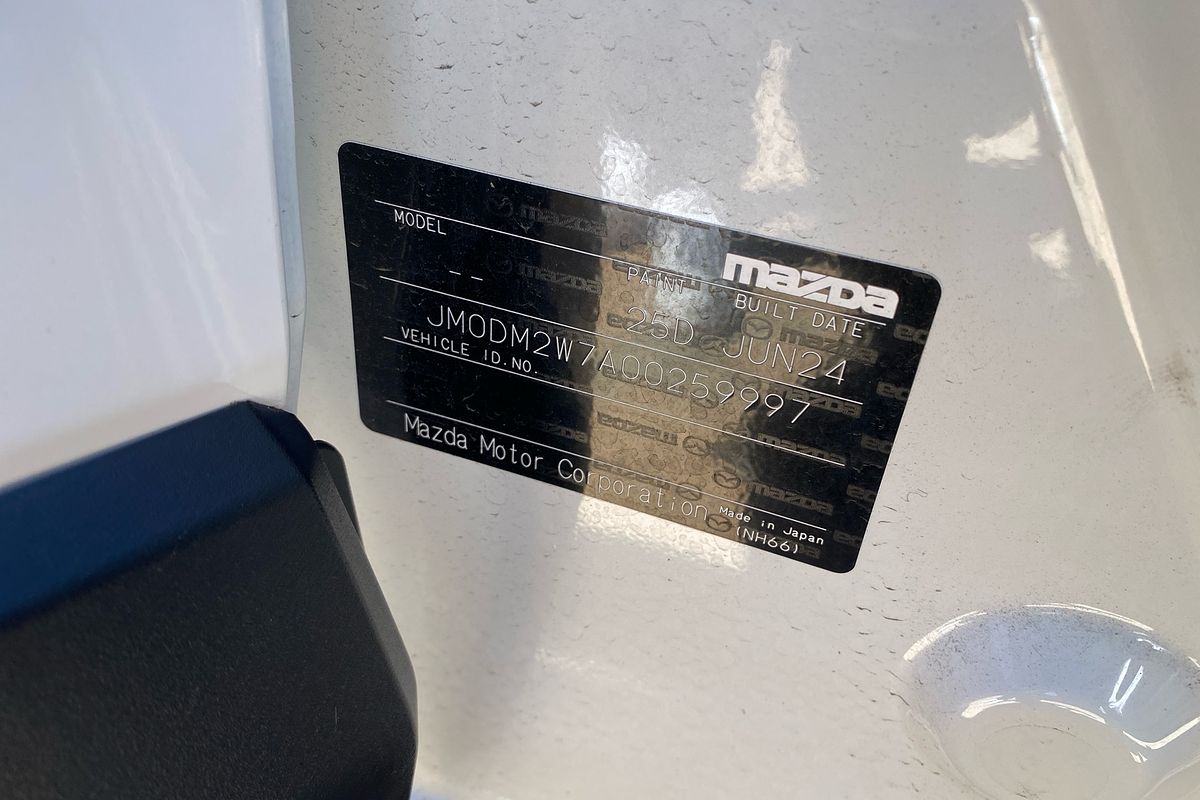 mazda
MODEL PAINT BUILT DATE
-- 25D JUN24
JM0DM2W7A00259997
VEHICLE ID.NO.
Mazda Motor Corporation
Made in Japan
(NH66)